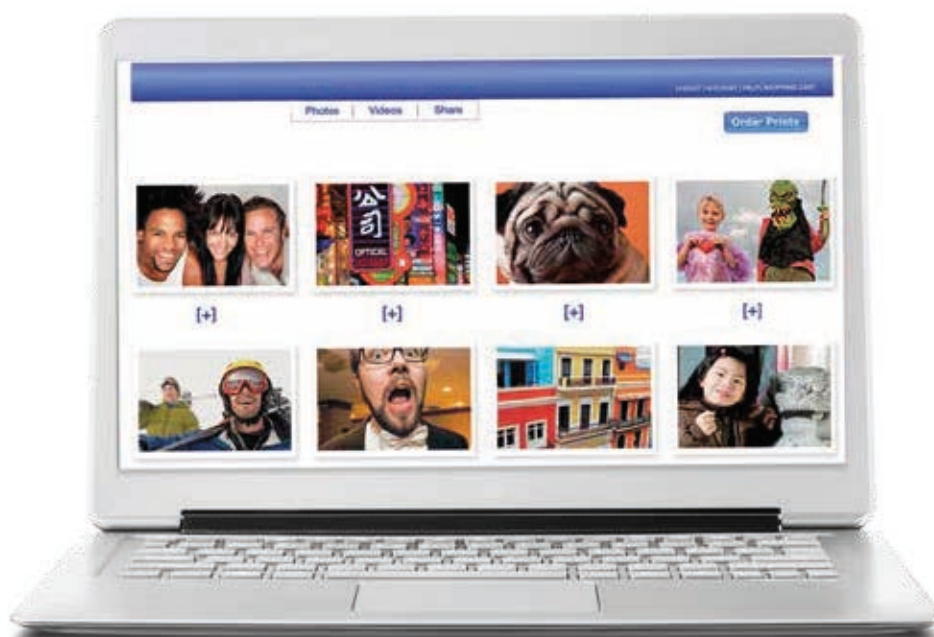 Photos | Videos | Share
Order Prints
公
司
OPTICAL
[+] [+] [+] [+]